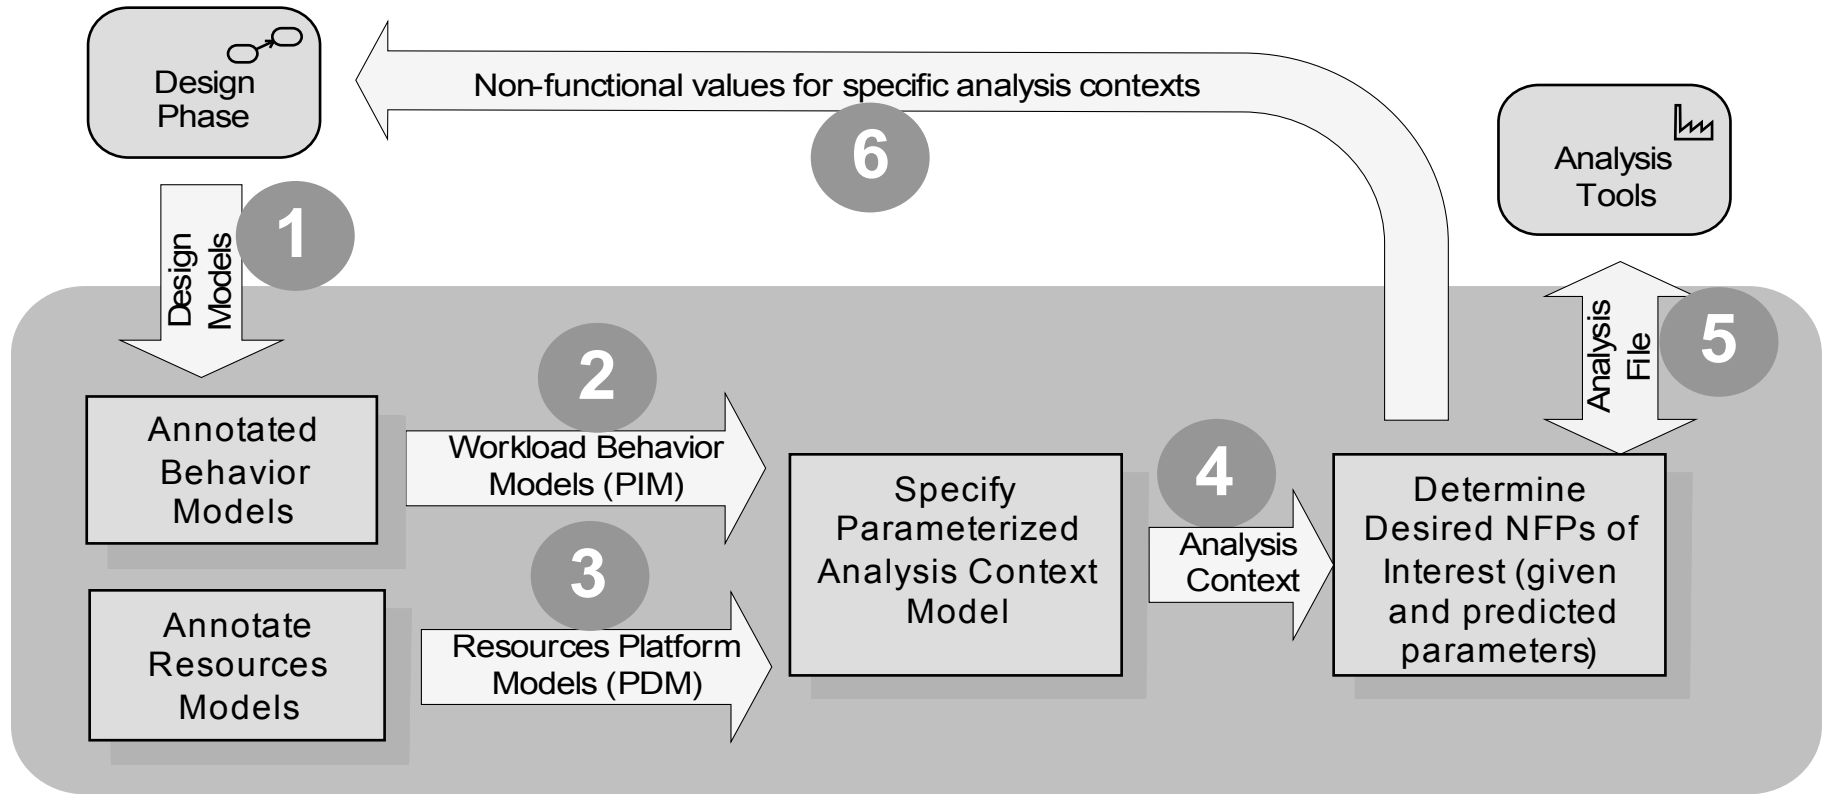 Design
Phase
Non-functional values for specific analysis contexts
6
Analysis
Tools
1
Design
Models
5
Analysis
File
2
Annotated
Behavior
Models
Workload Behavior
Models (PIM)
4
Specify
Parameterized
Analysis Context
Model
Analysis
Context
Determine
Desired NFPs of
Interest (given
and predicted
parameters)
3
Annotate
Resources
Models
Resources Platform
Models (PDM)